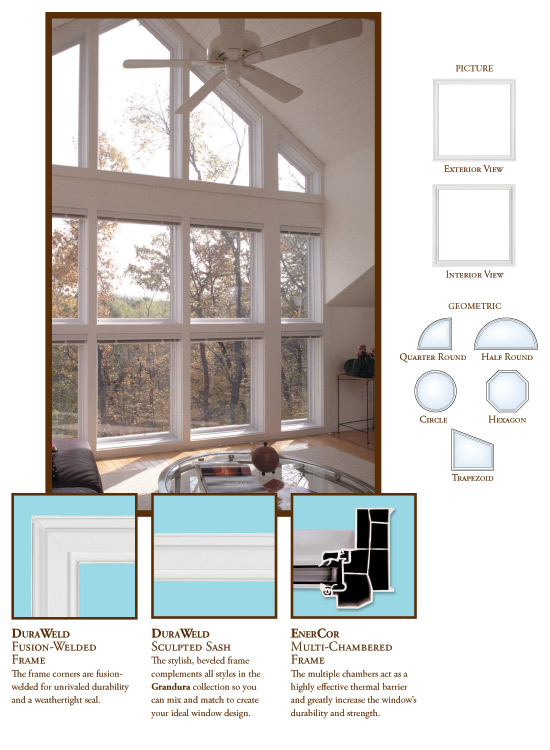 PICTURE
Exterior View
Interior View
GEOMETRIC
Quarter Round
Half Round
Circle
Hexagon
Trapezoid
DuraWeld
Fusion-Welded
Frame
The frame corners are fusion-
welded for unrivaled durability
and a weathertight seal.
DuraWeld
Sculpted Sash
The stylish, beveled frame
complements all styles in the
Grandura collection so you
can mix and match to create
your ideal window design.
EnerCor
Multi-Chambered
Frame
The multiple chambers act as a
highly effective thermal barrier
and greatly increase the window's
durability and strength.